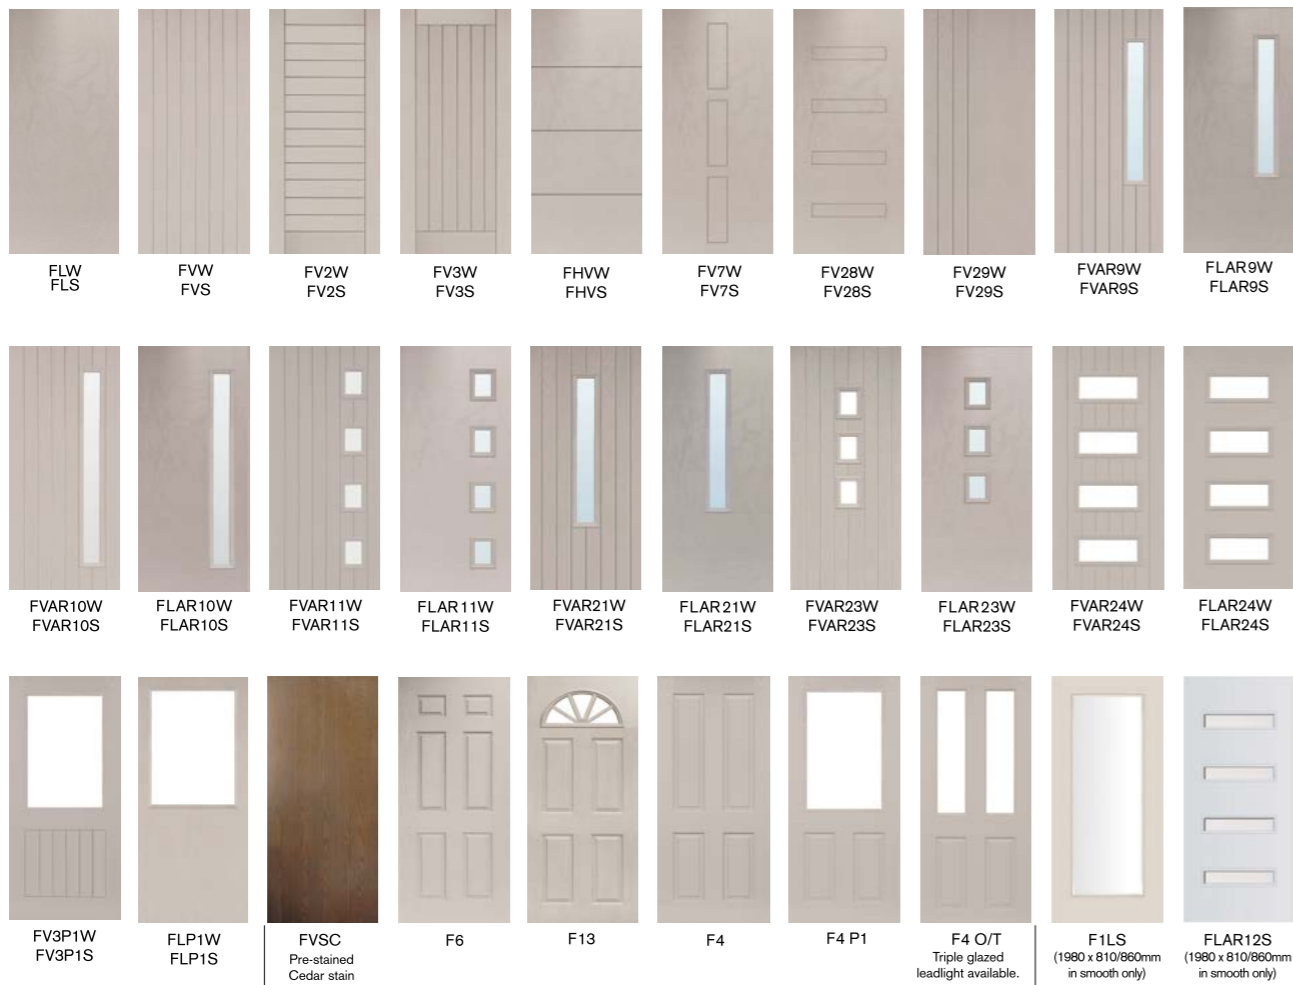 FLW
FLS
FVW
FVS
FV2W
FV2S
FV3W
FV3S
FHVW
FHVS
FV7W
FV7S
FV28W
FV28S
FV29W
FV29S
FVAR9W
FVAR9S
FLAR9W
FLAR9S
FVAR10W
FVAR10S
FLAR10W
FLAR10S
FVAR11W
FVAR11S
FLAR11W
FLAR11S
FVAR21W
FVAR21S
FLAR21W
FLAR21S
FVAR23W
FVAR23S
FLAR23W
FLAR23S
FVAR24W
FVAR24S
FLAR24W
FLAR24S
FV3P1W
FV3P1S
FLP1W
FLP1S
FVSC
Pre-stained
Cedar stain
F6
F13
F4
F4 P1
F4 O/T
Triple glazed
leadlight available.
F1LS
(1980 x 810/860mm
in smooth only)
FLAR12S
(1980 x 810/860mm
in smooth only)